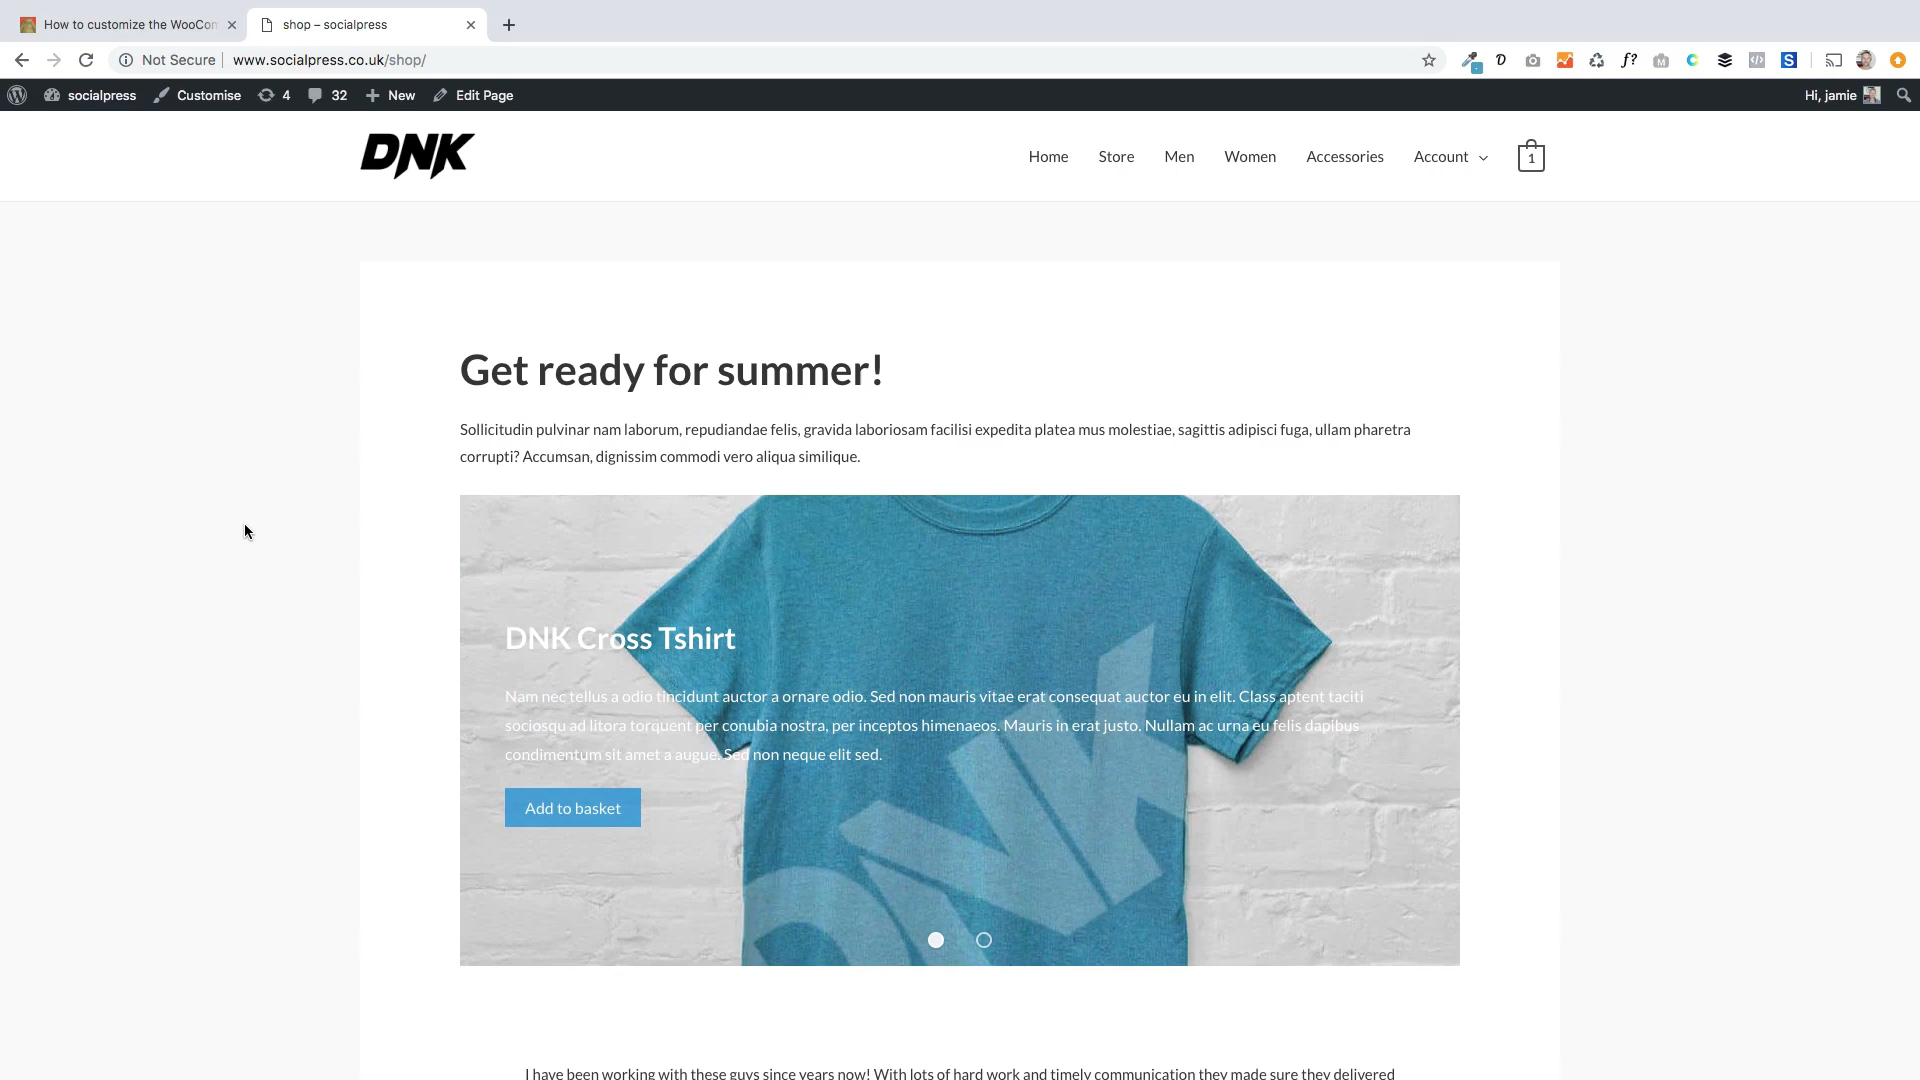 How to customize the WooCom
shop – socialpress
Not Secure
www.socialpress.co.uk/shop/
socialpress
Customise
4
32
New
Edit Page
Hi, jamie
DNK
Home
Store
Men
Women
Accessories
Account
1
Get ready for summer!
Sollicitudin pulvinar nam laborum, repudiandae felis, gravida laboriosam facilisi expedita platea mus molestiae, sagittis adipisci fuga, ullam pharetra
corrupti? Accumsan, dignissim commodi vero aliqua similique.
DNK Cross Tshirt
Nam nec tellus a odio tincidunt auctor a ornare odio. Sed non mauris vitae erat consequat auctor eu in elit. Class aptent taciti
sociosqu ad litora torquent per conubia nostra, per inceptos himenaeos. Mauris in erat justo. Nullam ac urna eu felis dapibus
condimentum sit amet a augue. Sed non neque elit sed.
Add to basket
DNK
I have been working with these guys since years now! With lots of hard work and timely communication they made sure they delivered